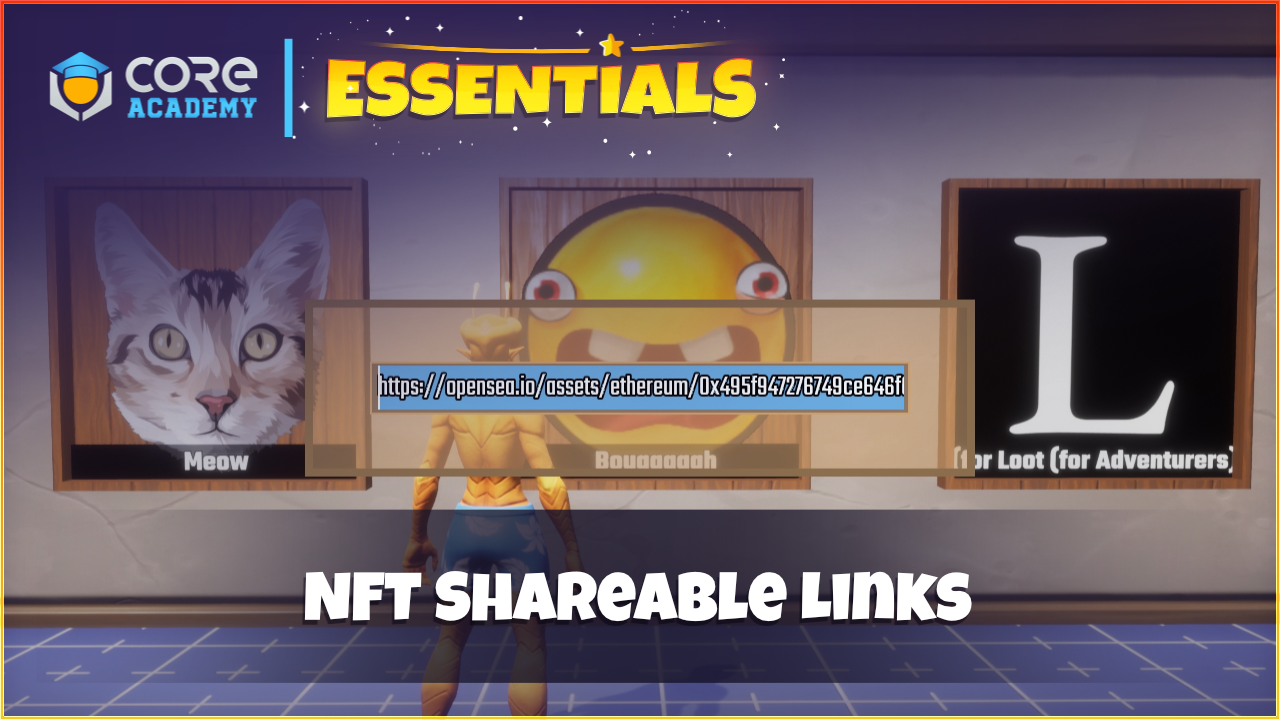 CORE
ACADEMY
ESSENTIALS
https://opensea.io/assets/ethereum/0x495f947276749ce646f
Meow
Bouaaaaah
for Loot (for Adventurers)
L
NFT SHAREABLE LINKS